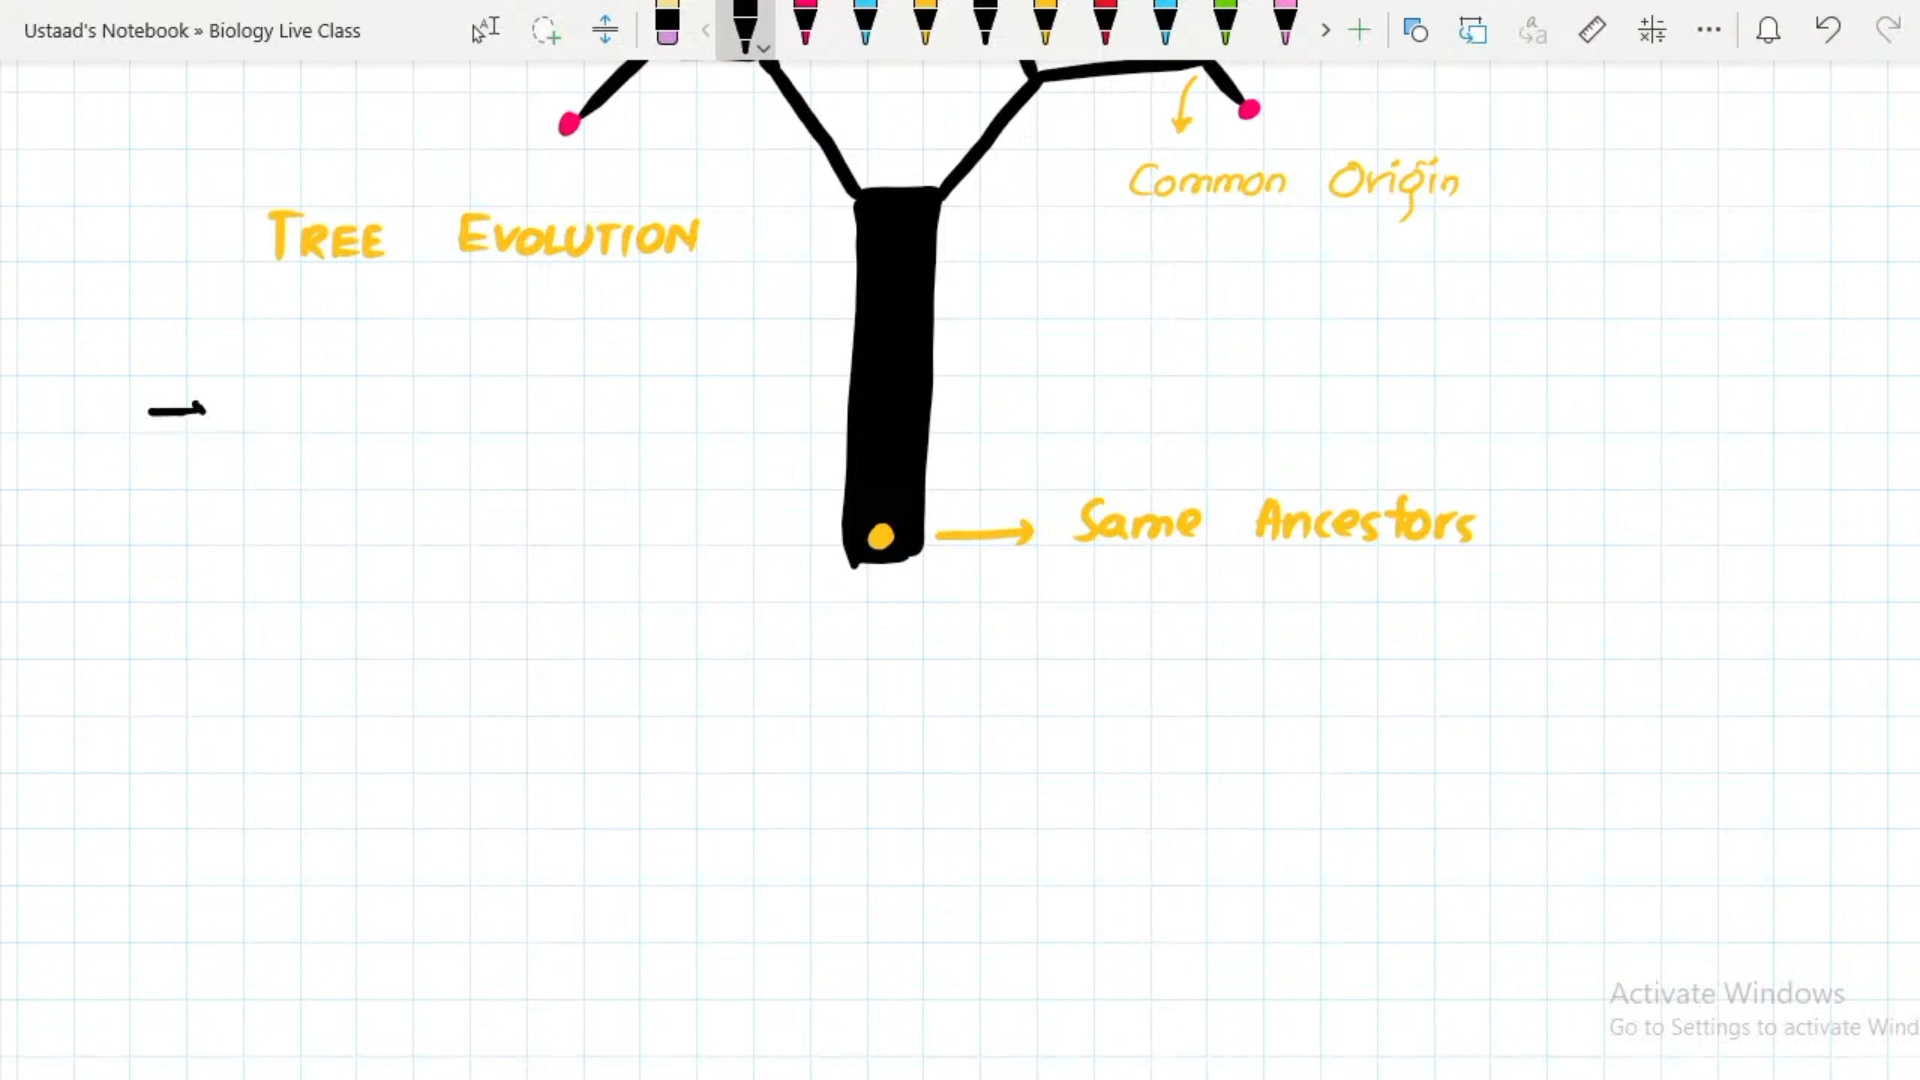 Ustaad's Notebook » Biology Live Class
Common Origin
TREE EVOLUTION
Same Ancestors
Activate Windows
Go to Settings to activate Wind